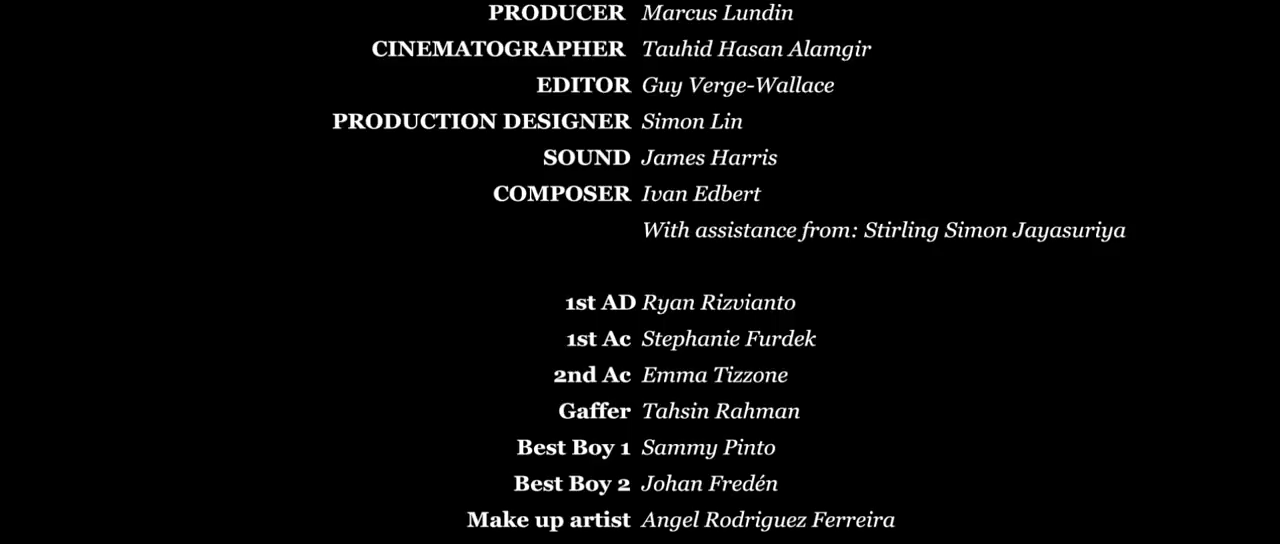 PRODUCER Marcus Lundin
CINEMATOGRAPHER Tauhid Hasan Alamgir
EDITOR Guy Verge-Wallace
PRODUCTION DESIGNER Simon Lin
SOUND James Harris
COMPOSER Ivan Edbert
With assistance from: Stirling Simon Jayasuriya
1st AD Ryan Rizvianto
1st Ac Stephanie Furdek
2nd Ac Emma Tizzone
Gaffer Tahsin Rahman
Best Boy 1 Sammy Pinto
Best Boy 2 Johan Fredén
Make up artist Angel Rodriguez Ferreira